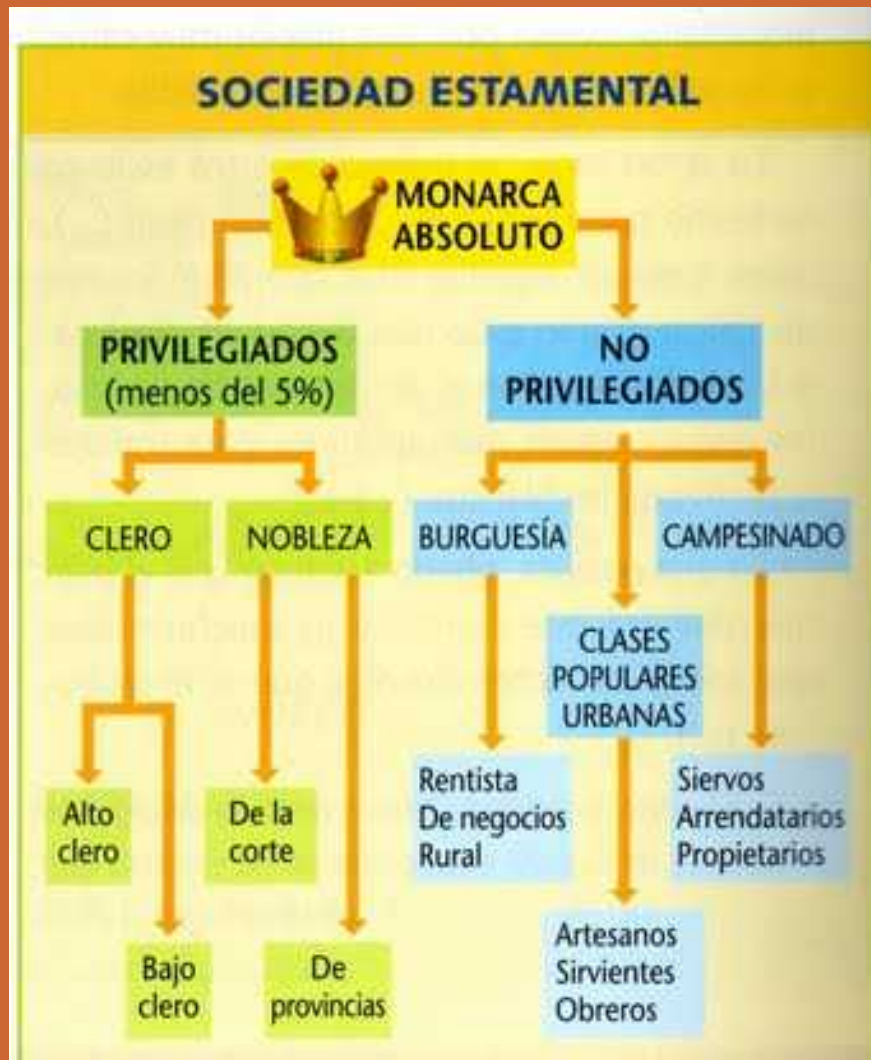 SOCIEDAD ESTAMENTAL
MONARCA
ABSOLUTO
PRIVILEGIADOS
(menos del 5%)
NO
PRIVILEGIADOS
CLERO
NOBLEZA
BURGUESÍA
CLASES
POPULARES
URBANAS
CAMPESINADO
Alto
clero
Bajo
clero
De la
corte
De
provincias
Rentista
De negocios
Rural
Artesanos
Sirvientes
Obreros
Siervos
Arrendatarios
Propietarios